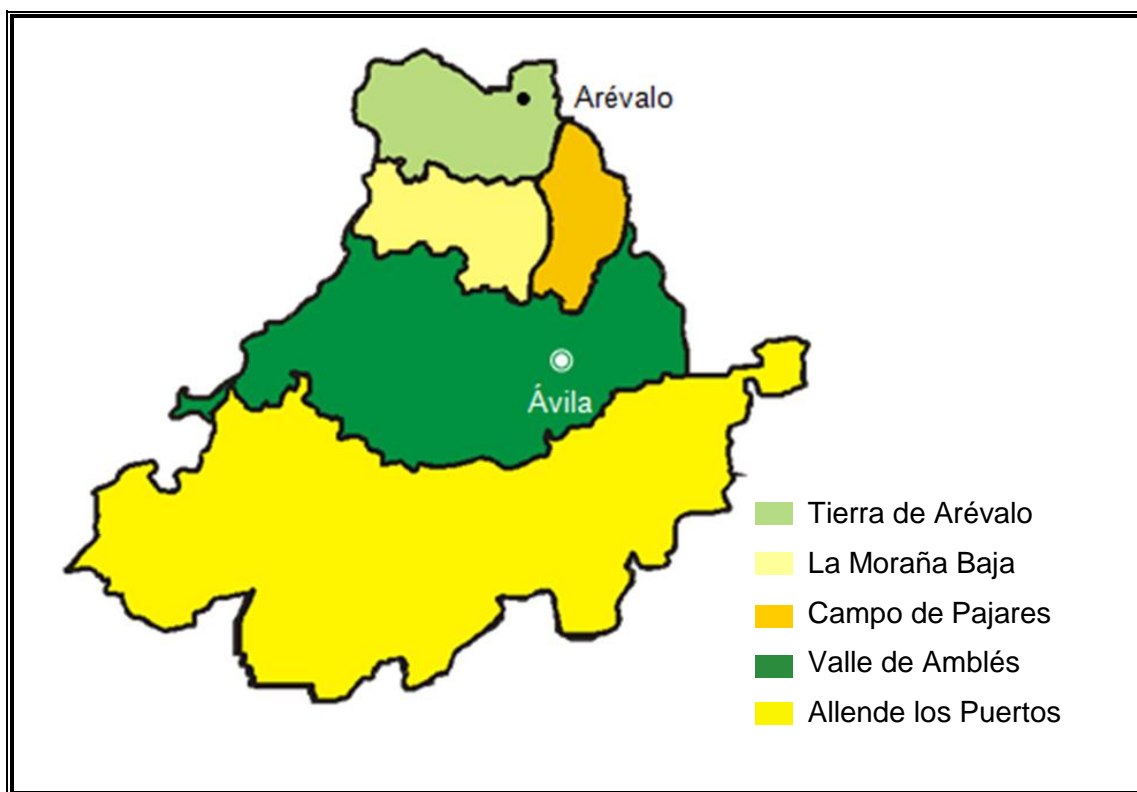 Arévalo
Ávila
Tierra de Arévalo
La Moraña Baja
Campo de Pajares
Valle de Amblés
Allende los Puertos